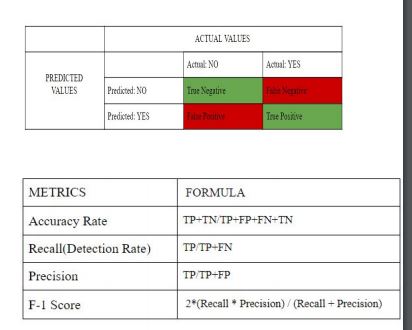 ACTUAL VALUES
PREDICTED VALUES
Actual: NO
Actual: YES
Predicted: NO
True Negative
False Negative
Predicted: YES
False Positive
True Positive
METRICS
FORMULA
Accuracy Rate
TP+TN/TP+FP+FN+TN
Recall(Detection Rate)
TP/TP+FN
Precision
TP/TP+FP
F-1 Score
2*(Recall * Precision) / (Recall + Precision)